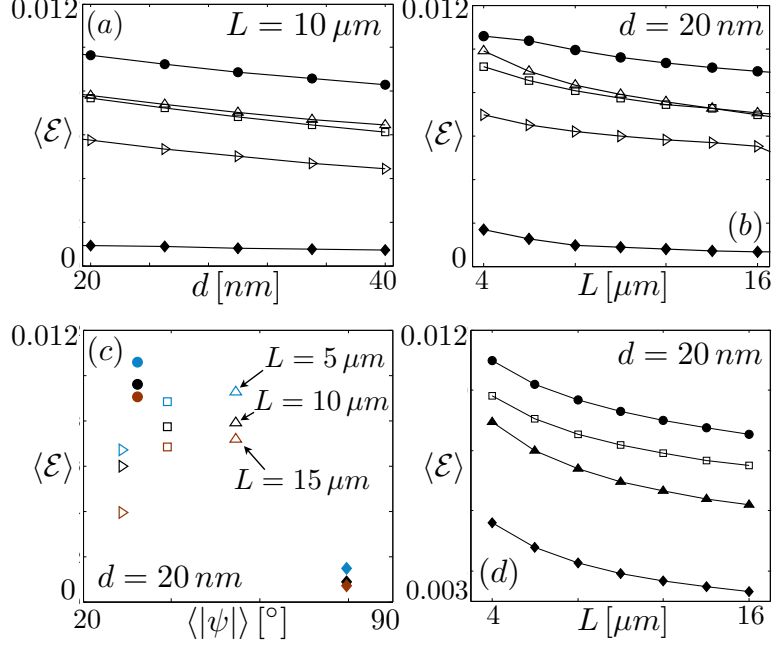 0.012
(a)
L = 10 μm
⟨ℰ⟩
0
20
d [nm]
40
0.012
d = 20 nm
⟨ℰ⟩
(b)
0
4
L [μm]
16
0.012
(c)
L = 5 μm
L = 10 μm
⟨ℰ⟩
L = 15 μm
d = 20 nm
0
20
⟨|ψ|⟩ [°]
90
0.012
d = 20 nm
⟨ℰ⟩
(d)
0.003
4
L [μm]
16